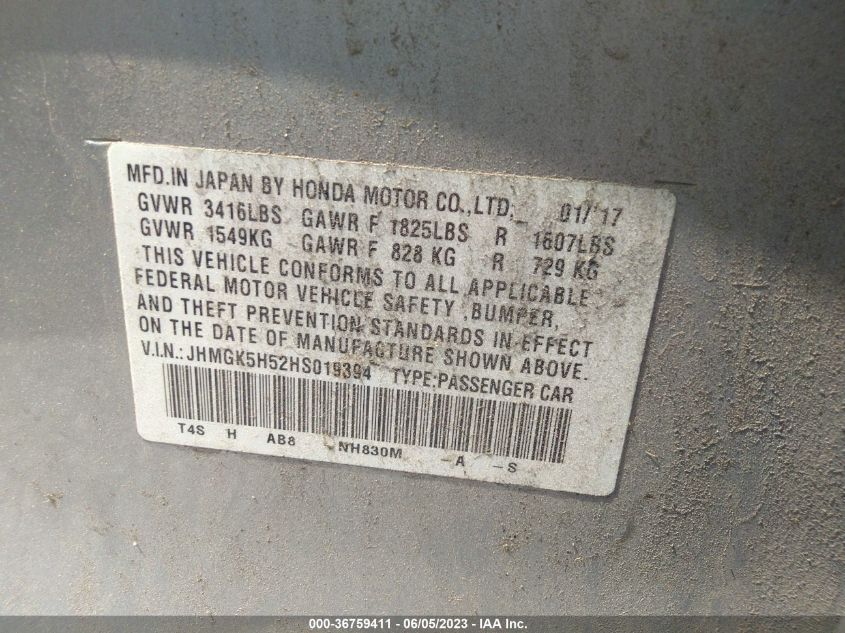 MFD.IN JAPAN BY HONDA MOTOR CO.,LTD. 01/'17
GVWR 3416LBS GAWR F 1825LBS R 1607LBS
GVWR 1549KG GAWR F 828 KG R 729 KG
THIS VEHICLE CONFORMS TO ALL APPLICABLE
FEDERAL MOTOR VEHICLE SAFETY ,BUMPER,
AND THEFT PREVENTION STANDARDS IN EFFECT
ON THE DATE OF MANUFACTURE SHOWN ABOVE.
V.I.N.:JHMGK5H52HS019394 TYPE:PASSENGER CAR
T4S H AB8 NH830M -A -S
000-36759411 - 06/05/2023 - IAA Inc.